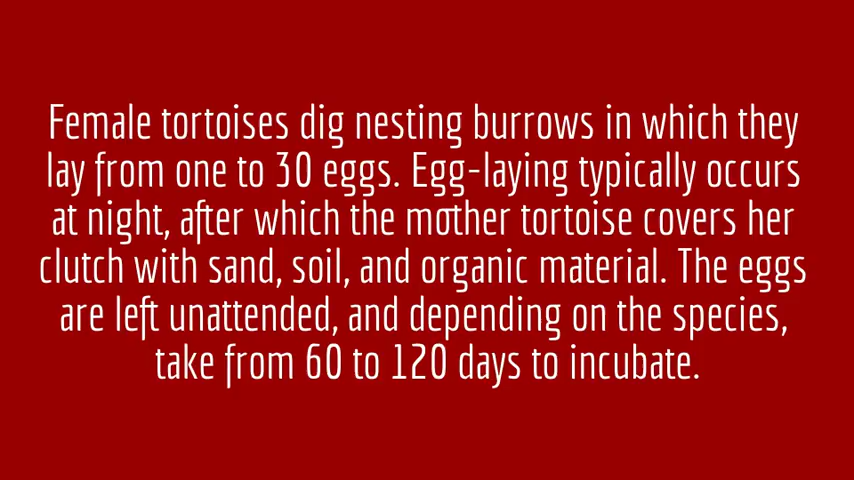 Female tortoises dig nesting burrows in which they
lay from one to 30 eggs. Egg-laying typically occurs
at night, after which the mother tortoise covers her
clutch with sand, soil, and organic material. The eggs
are left unattended, and depending on the species,
take from 60 to 120 days to incubate.